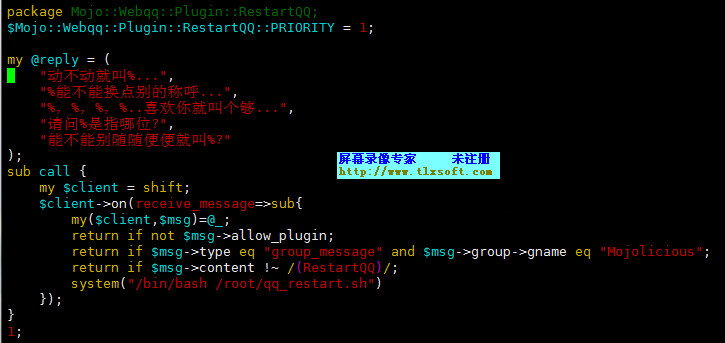 package Mojo::Webqq::Plugin::RestartQQ;
$Mojo::Webqq::Plugin::RestartQQ::PRIORITY = 1;
my @reply = (
"动不动就叫%...",
"%能不能换点别的称呼...",
"%，%，%，%..喜欢你就叫个够...",
"请问%是指哪位?",
"能不能别随随便便就叫%?"
);
屏幕录像专家 未注册
http://www.tlxsoft.com
sub call {
my $client = shift;
$client->on(receive_message=>sub{
my($client,$msg)=@_;
return if not $msg->allow_plugin;
return if $msg->type eq "group_message" and $msg->group->gname eq "Mojolicious";
return if $msg->content !~ /(RestartQQ)/;
system("/bin/bash /root/qq_restart.sh")
});
}
1;